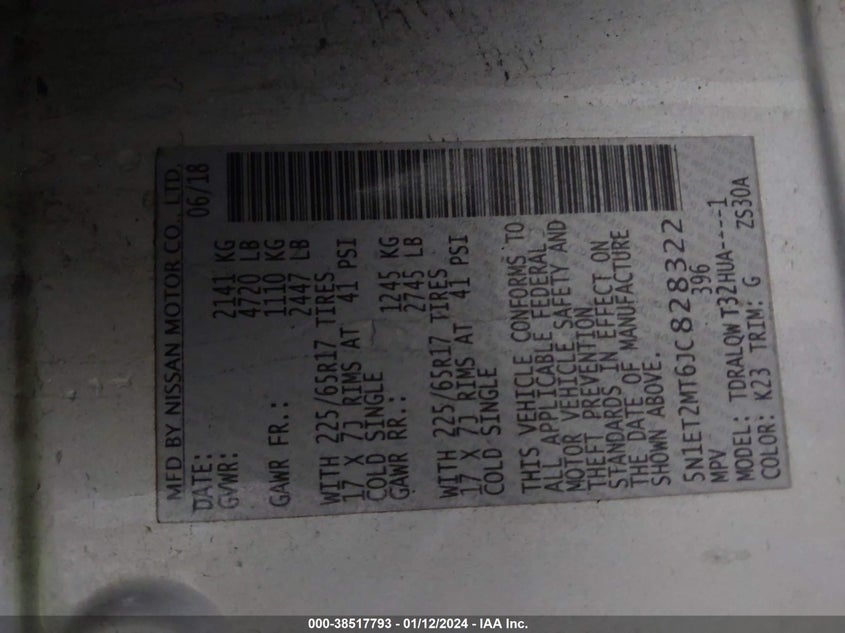 MFD BY NISSAN MOTOR CO., LTD.
DATE: 06/18
GVWR: 2141 KG
4720 LB
GAWR FR.: 1110 KG
2447 LB
WITH 225/65R17 TIRES
17 X 7J RIMS AT 41 PSI
COLD SINGLE
GAWR RR.: 1245 KG
2745 LB
WITH 225/65R17 TIRES
17 X 7J RIMS AT 41 PSI
COLD SINGLE
THIS VEHICLE CONFORMS TO
ALL APPLICABLE FEDERAL
MOTOR VEHICLE SAFETY AND
THEFT PREVENTION
STANDARDS IN EFFECT ON
THE DATE OF MANUFACTURE
SHOWN ABOVE.
5N1ET2MT6JC828322
MPV 396
MODEL: TDRALQW T32HUA----1
COLOR: K23 TRIM: G ZS30A
000-38517793 - 01/12/2024 - IAA Inc.